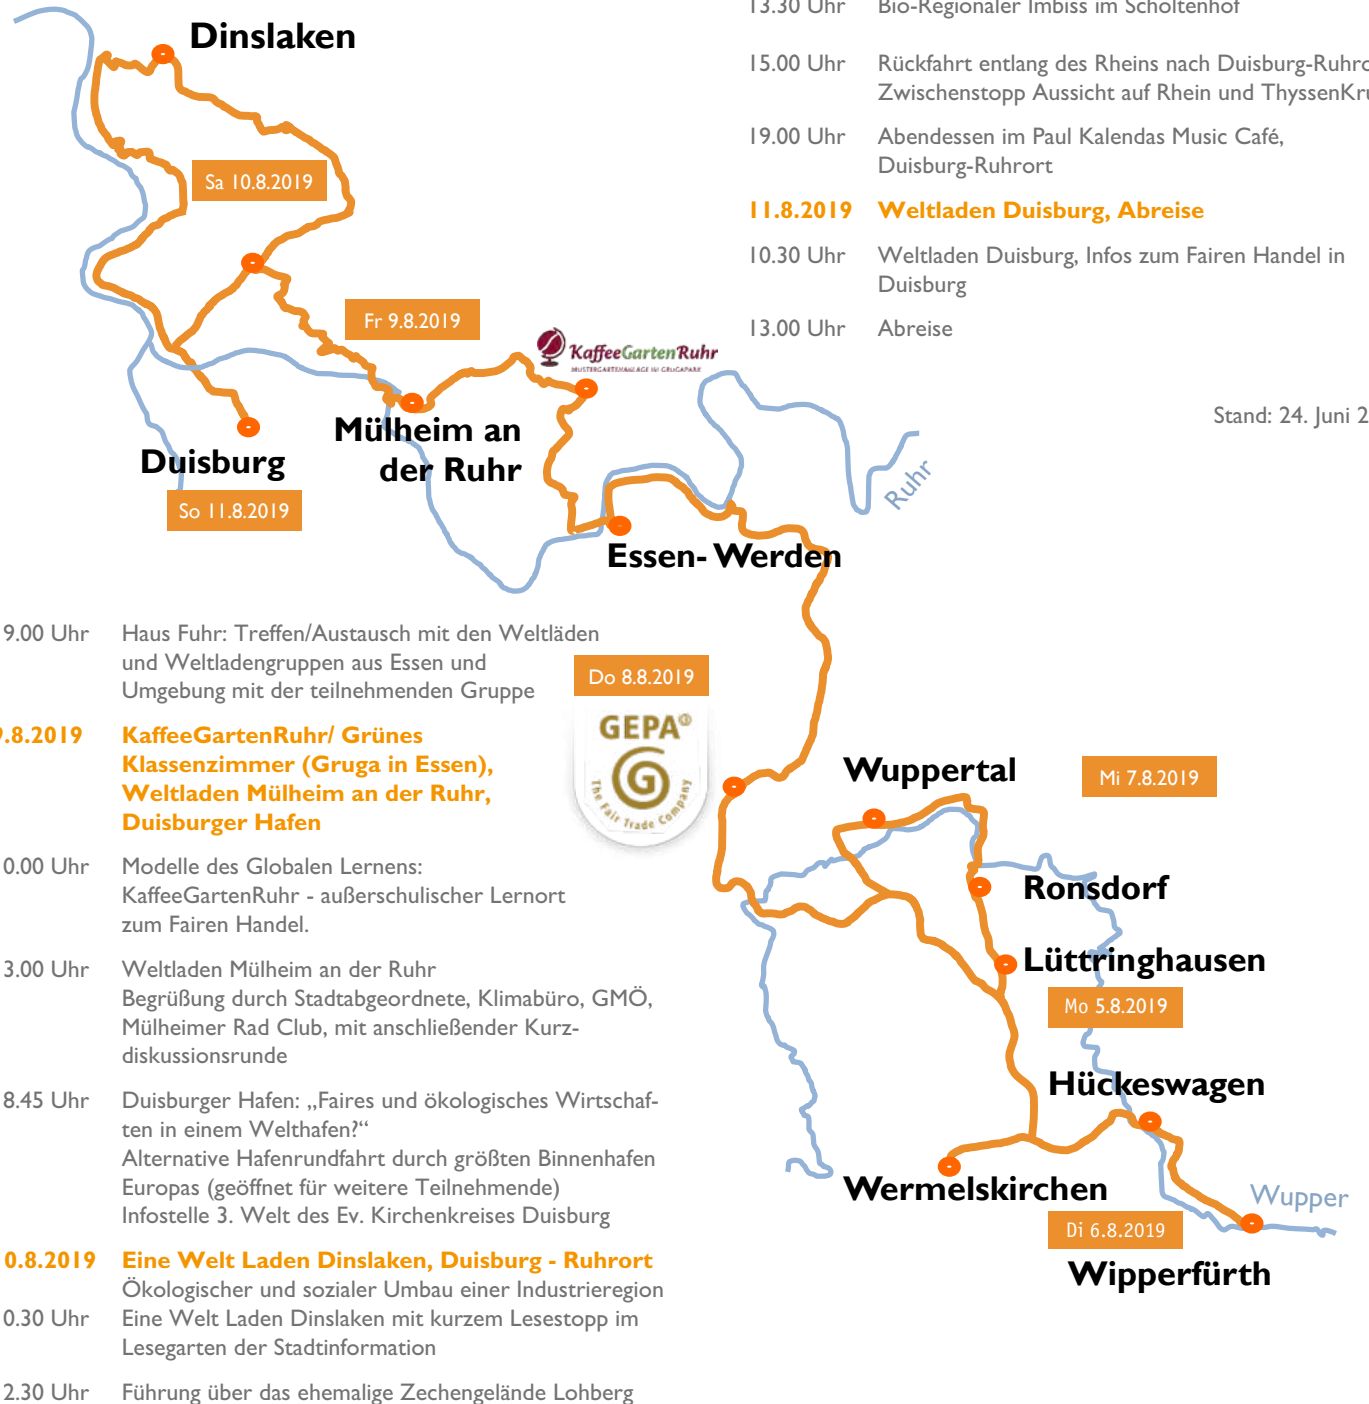 Dinslaken
Sa 10.8.2019
Fr 9.8.2019
KaffeeGartenRuhr
MUSTERGARTENANLAGE IM GRUGAPARK
Mülheim an
der Ruhr
Duisburg
So 11.8.2019
Ruhr
Essen-Werden
13.30 Uhr Bio-Regionaler Imbiss im Scholtenhof
15.00 Uhr Rückfahrt entlang des Rheins nach Duisburg-Ruhro
Zwischenstopp Aussicht auf Rhein und ThyssenKru
19.00 Uhr Abendessen im Paul Kalendas Music Café,
Duisburg-Ruhrort
11.8.2019 Weltladen Duisburg, Abreise
10.30 Uhr Weltladen Duisburg, Infos zum Fairen Handel in
Duisburg
13.00 Uhr Abreise
Stand: 24. Juni 2
9.00 Uhr Haus Fuhr: Treffen/Austausch mit den Weltläden
und Weltladengruppen aus Essen und
Umgebung mit der teilnehmenden Gruppe
9.8.2019 KaffeeGartenRuhr/ Grünes
Klassenzimmer (Gruga in Essen),
Weltladen Mülheim an der Ruhr,
Duisburger Hafen
0.00 Uhr Modelle des Globalen Lernens:
KaffeeGartenRuhr - außerschulischer Lernort
zum Fairen Handel.
3.00 Uhr Weltladen Mülheim an der Ruhr
Begrüßung durch Stadtabgeordnete, Klimabüro, GMÖ,
Mülheimer Rad Club, mit anschließender Kurz-
diskussionsrunde
8.45 Uhr Duisburger Hafen: „Faires und ökologisches Wirtschaf-
ten in einem Welthafen?“
Alternative Hafenrundfahrt durch größten Binnenhafen
Europas (geöffnet für weitere Teilnehmende)
Infostelle 3. Welt des Ev. Kirchenkreises Duisburg
0.8.2019 Eine Welt Laden Dinslaken, Duisburg - Ruhrort
Ökologischer und sozialer Umbau einer Industrieregion
0.30 Uhr Eine Welt Laden Dinslaken mit kurzem Lesestopp im
Lesegarten der Stadtinformation
2.30 Uhr Führung über das ehemalige Zechengelände Lohberg
Do 8.8.2019
GEPA®
The Fair Trade Company
Wuppertal
Mi 7.8.2019
Ronsdorf
Lüttringhausen
Mo 5.8.2019
Hückeswagen
Wermelskirchen
Wupper
Di 6.8.2019
Wipperfürth